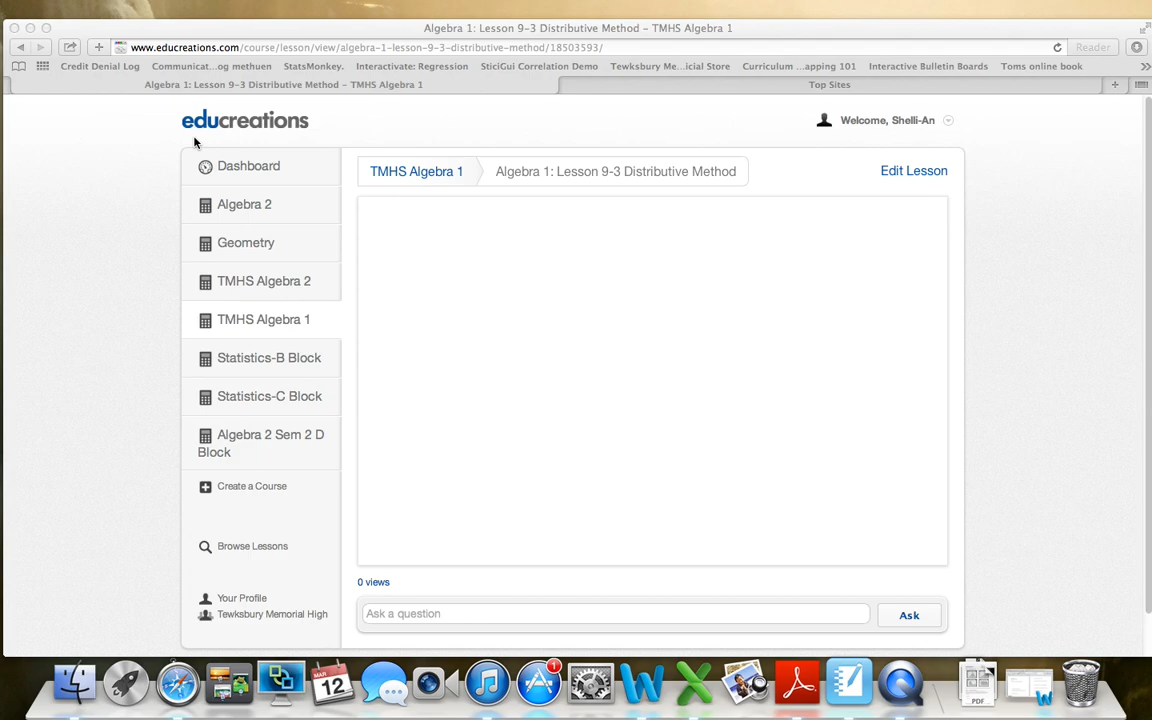 Algebra 1: Lesson 9-3 Distributive Method – TMHS Algebra 1
www.educreations.com/course/lesson/view/algebra-1-lesson-9-3-distributive-method/18503593/
Reader
Credit Denial Log Communicat...og methuen StatsMonkey. Interactivate: Regression SticiGui Correlation Demo Tewksbury Me...icial Store Curriculum ...apping 101 Interactive Bulletin Boards Toms online book
Algebra 1: Lesson 9-3 Distributive Method – TMHS Algebra 1
Top Sites
educreations
Welcome, Shelli-An
Dashboard
Algebra 2
Geometry
TMHS Algebra 2
TMHS Algebra 1
Statistics-B Block
Statistics-C Block
Algebra 2 Sem 2 D
Block
Create a Course
Browse Lessons
Your Profile
Tewksbury Memorial High
TMHS Algebra 1
Algebra 1: Lesson 9-3 Distributive Method
Edit Lesson
0 views
Ask a question
Ask
MAR
12
1
W
X
PDF
W